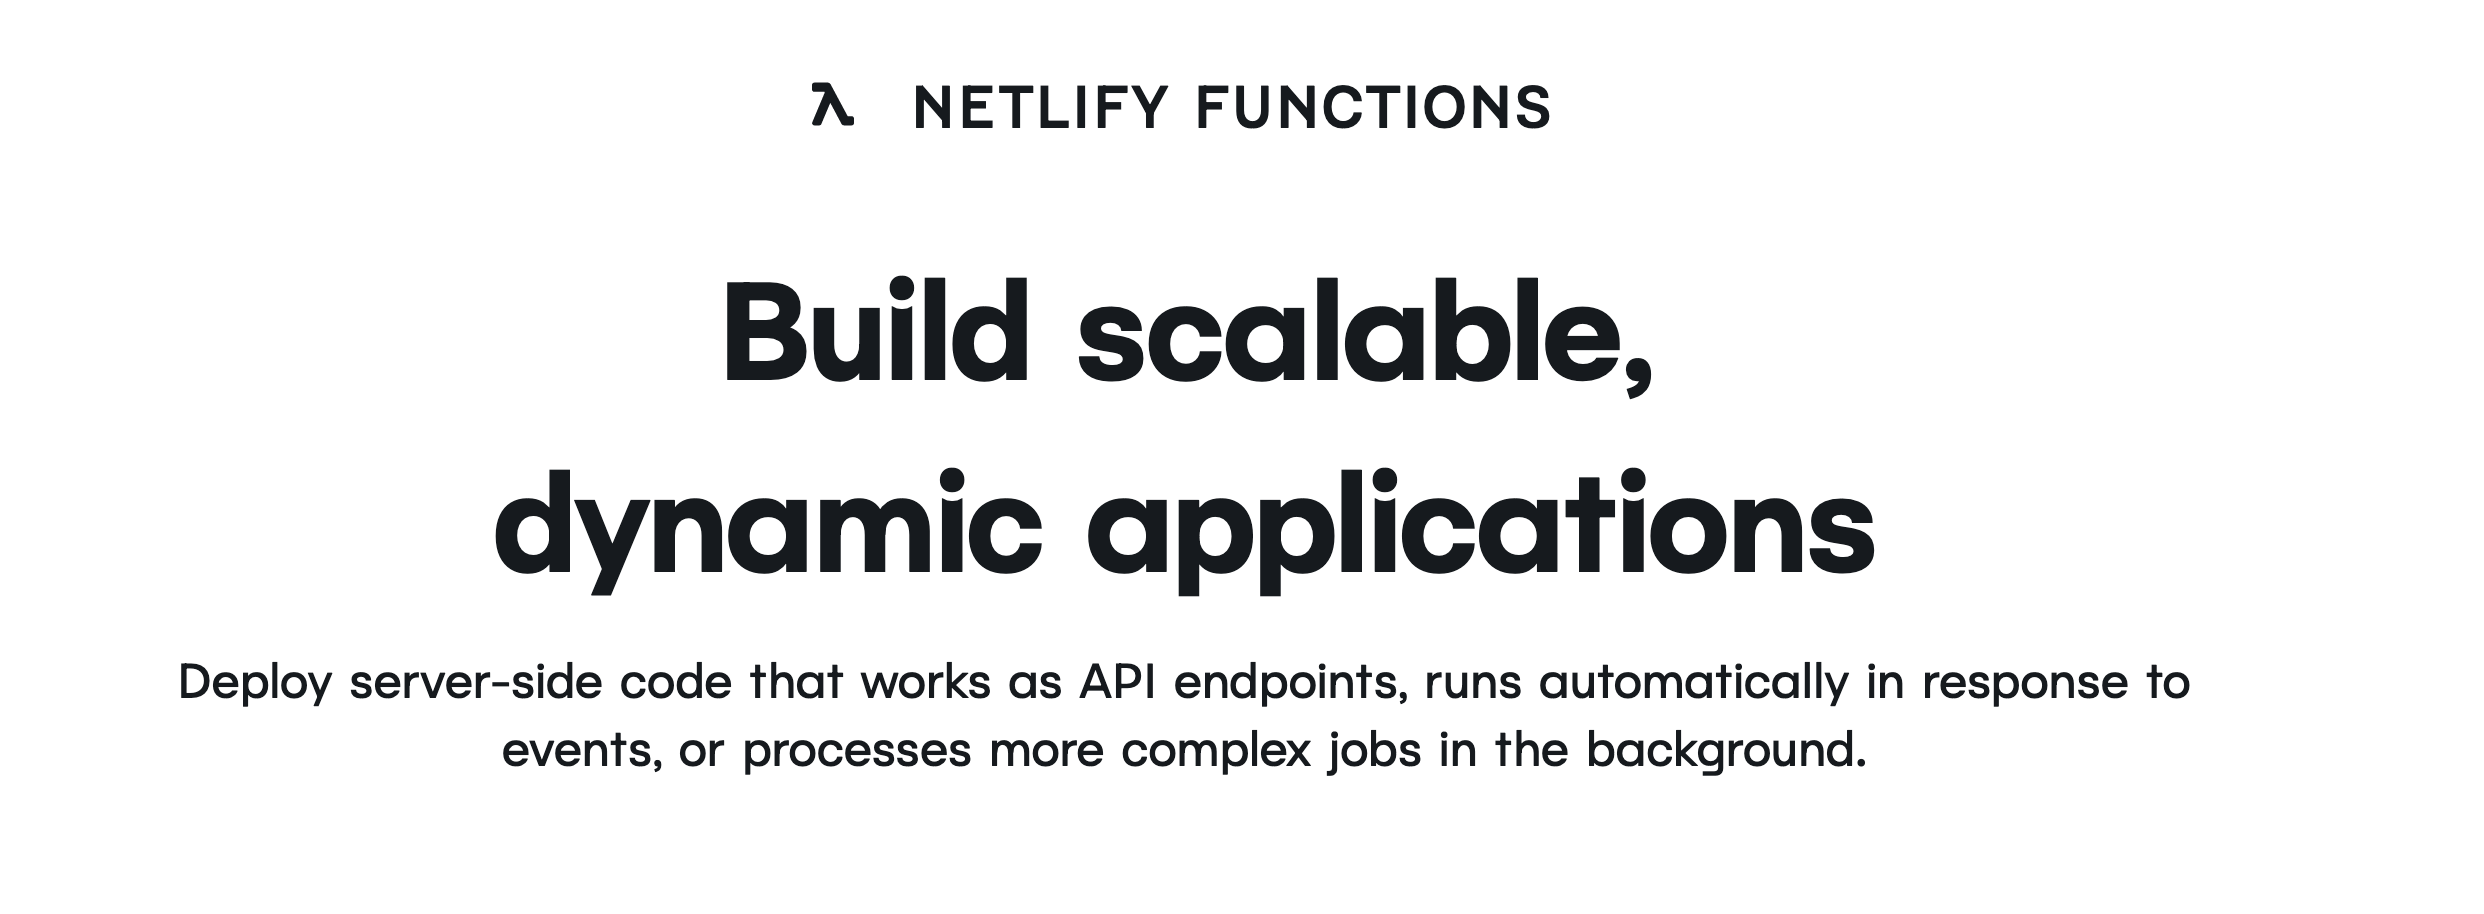 λ NETLIFY FUNCTIONS
Build scalable,
dynamic applications
Deploy server-side code that works as API endpoints, runs automatically in response to
events, or processes more complex jobs in the background.